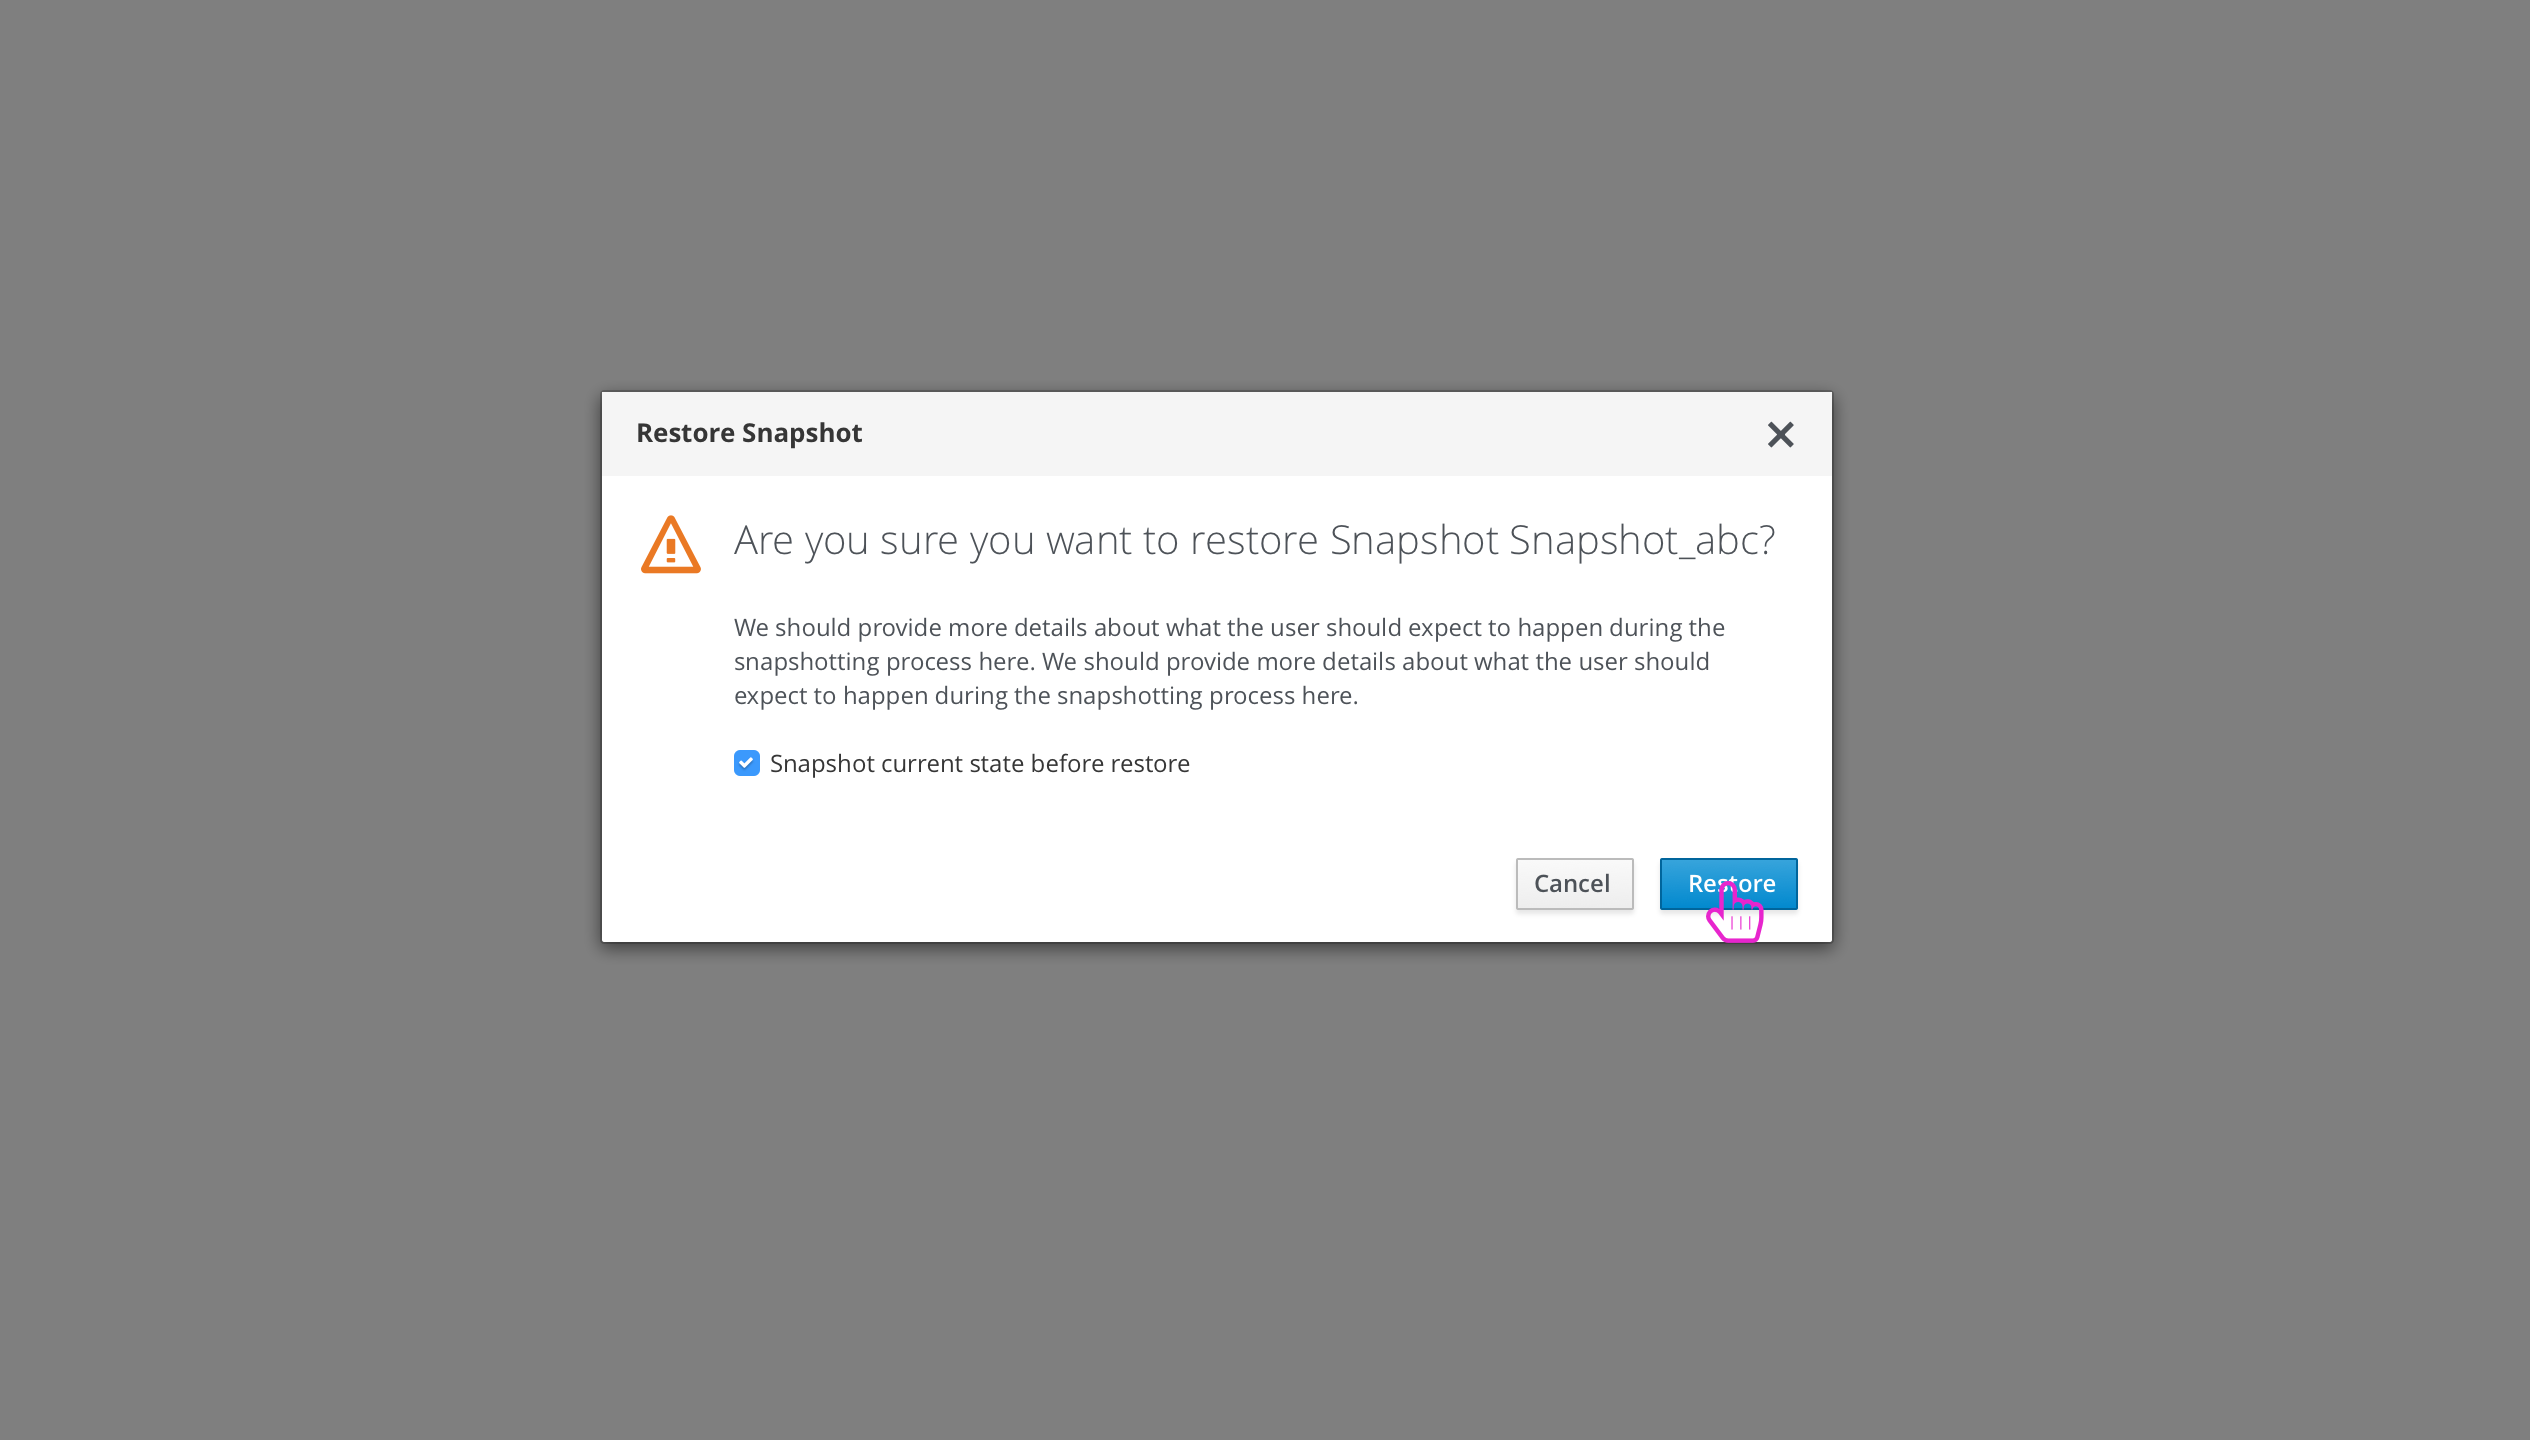 Restore Snapshot
Are you sure you want to restore Snapshot Snapshot_abc?
We should provide more details about what the user should expect to happen during the
snapshotting process here. We should provide more details about what the user should
expect to happen during the snapshotting process here.
Snapshot current state before restore
Cancel
Restore